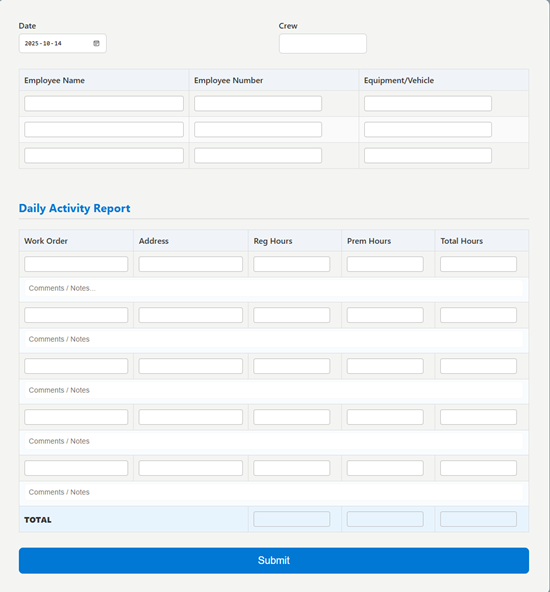 Date Crew
2025-10-14
Employee Name Employee Number Equipment/Vehicle
Daily Activity Report
Work Order Address Reg Hours Prem Hours Total Hours
Comments / Notes...
Comments / Notes
Comments / Notes
Comments / Notes
Comments / Notes
TOTAL
Submit